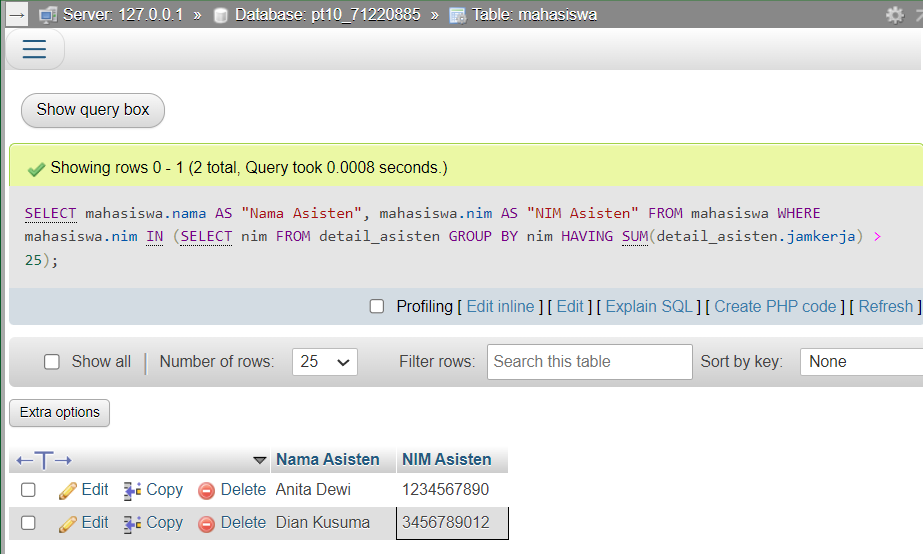 Server: 127.0.0.1 » Database: pt10_71220885 » Table: mahasiswa
Show query box
Showing rows 0 - 1 (2 total, Query took 0.0008 seconds.)
SELECT mahasiswa.nama AS "Nama Asisten", mahasiswa.nim AS "NIM Asisten" FROM mahasiswa WHERE
mahasiswa.nim IN (SELECT nim FROM detail_asisten GROUP BY nim HAVING SUM(detail_asisten.jamkerja) >
25);
Profiling [ Edit inline ] [ Edit ] [ Explain SQL ] [ Create PHP code ] [ Refresh ]
Show all | Number of rows: 25 Filter rows: Search this table Sort by key: None
Extra options
←T→ Nama Asisten NIM Asisten
Edit Copy Delete Anita Dewi 1234567890
Edit Copy Delete Dian Kusuma 3456789012